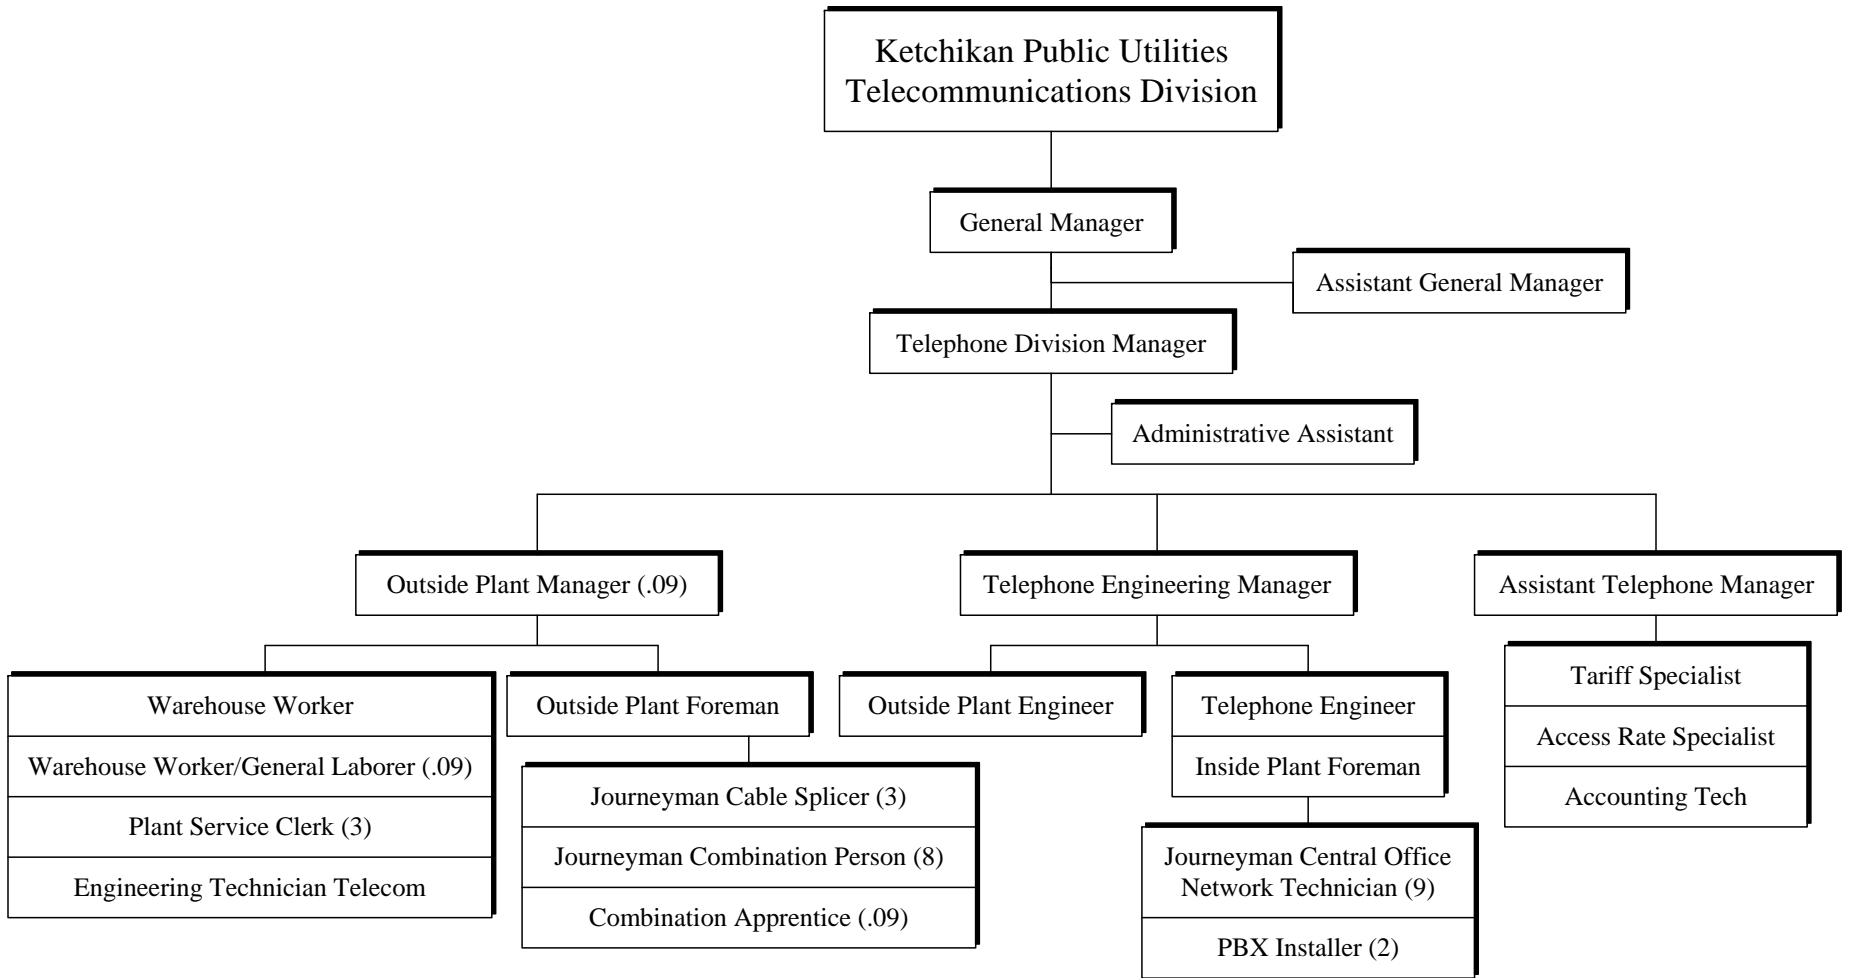 Ketchikan Public Utilities
Telecommunications Division
General Manager
Assistant General Manager
Telephone Division Manager
Administrative Assistant
Outside Plant Manager (.09)
Telephone Engineering Manager
Assistant Telephone Manager
Warehouse Worker
Warehouse Worker/General Laborer (.09)
Plant Service Clerk (3)
Engineering Technician Telecom
Outside Plant Foreman
Journeyman Cable Splicer (3)
Journeyman Combination Person (8)
Combination Apprentice (.09)
Outside Plant Engineer
Telephone Engineer
Inside Plant Foreman
Journeyman Central Office
Network Technician (9)
PBX Installer (2)
Tariff Specialist
Access Rate Specialist
Accounting Tech